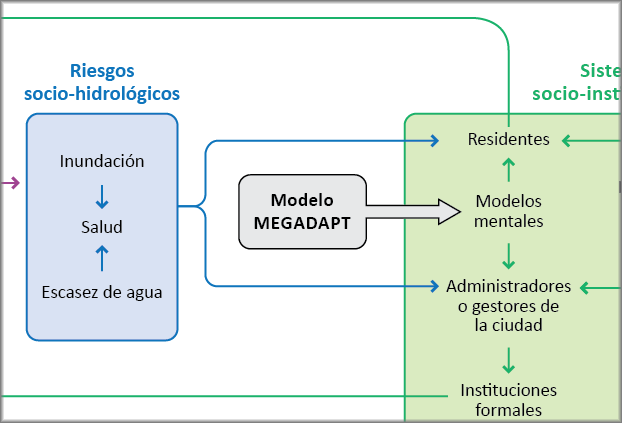 Riesgos
socio-hidrológicos
Inundación
Salud
Escasez de agua
Modelo
MEGADAPT
Siste
socio-inst
Residentes
Modelos
mentales
Administradores
o gestores de
la ciudad
Instituciones
formales